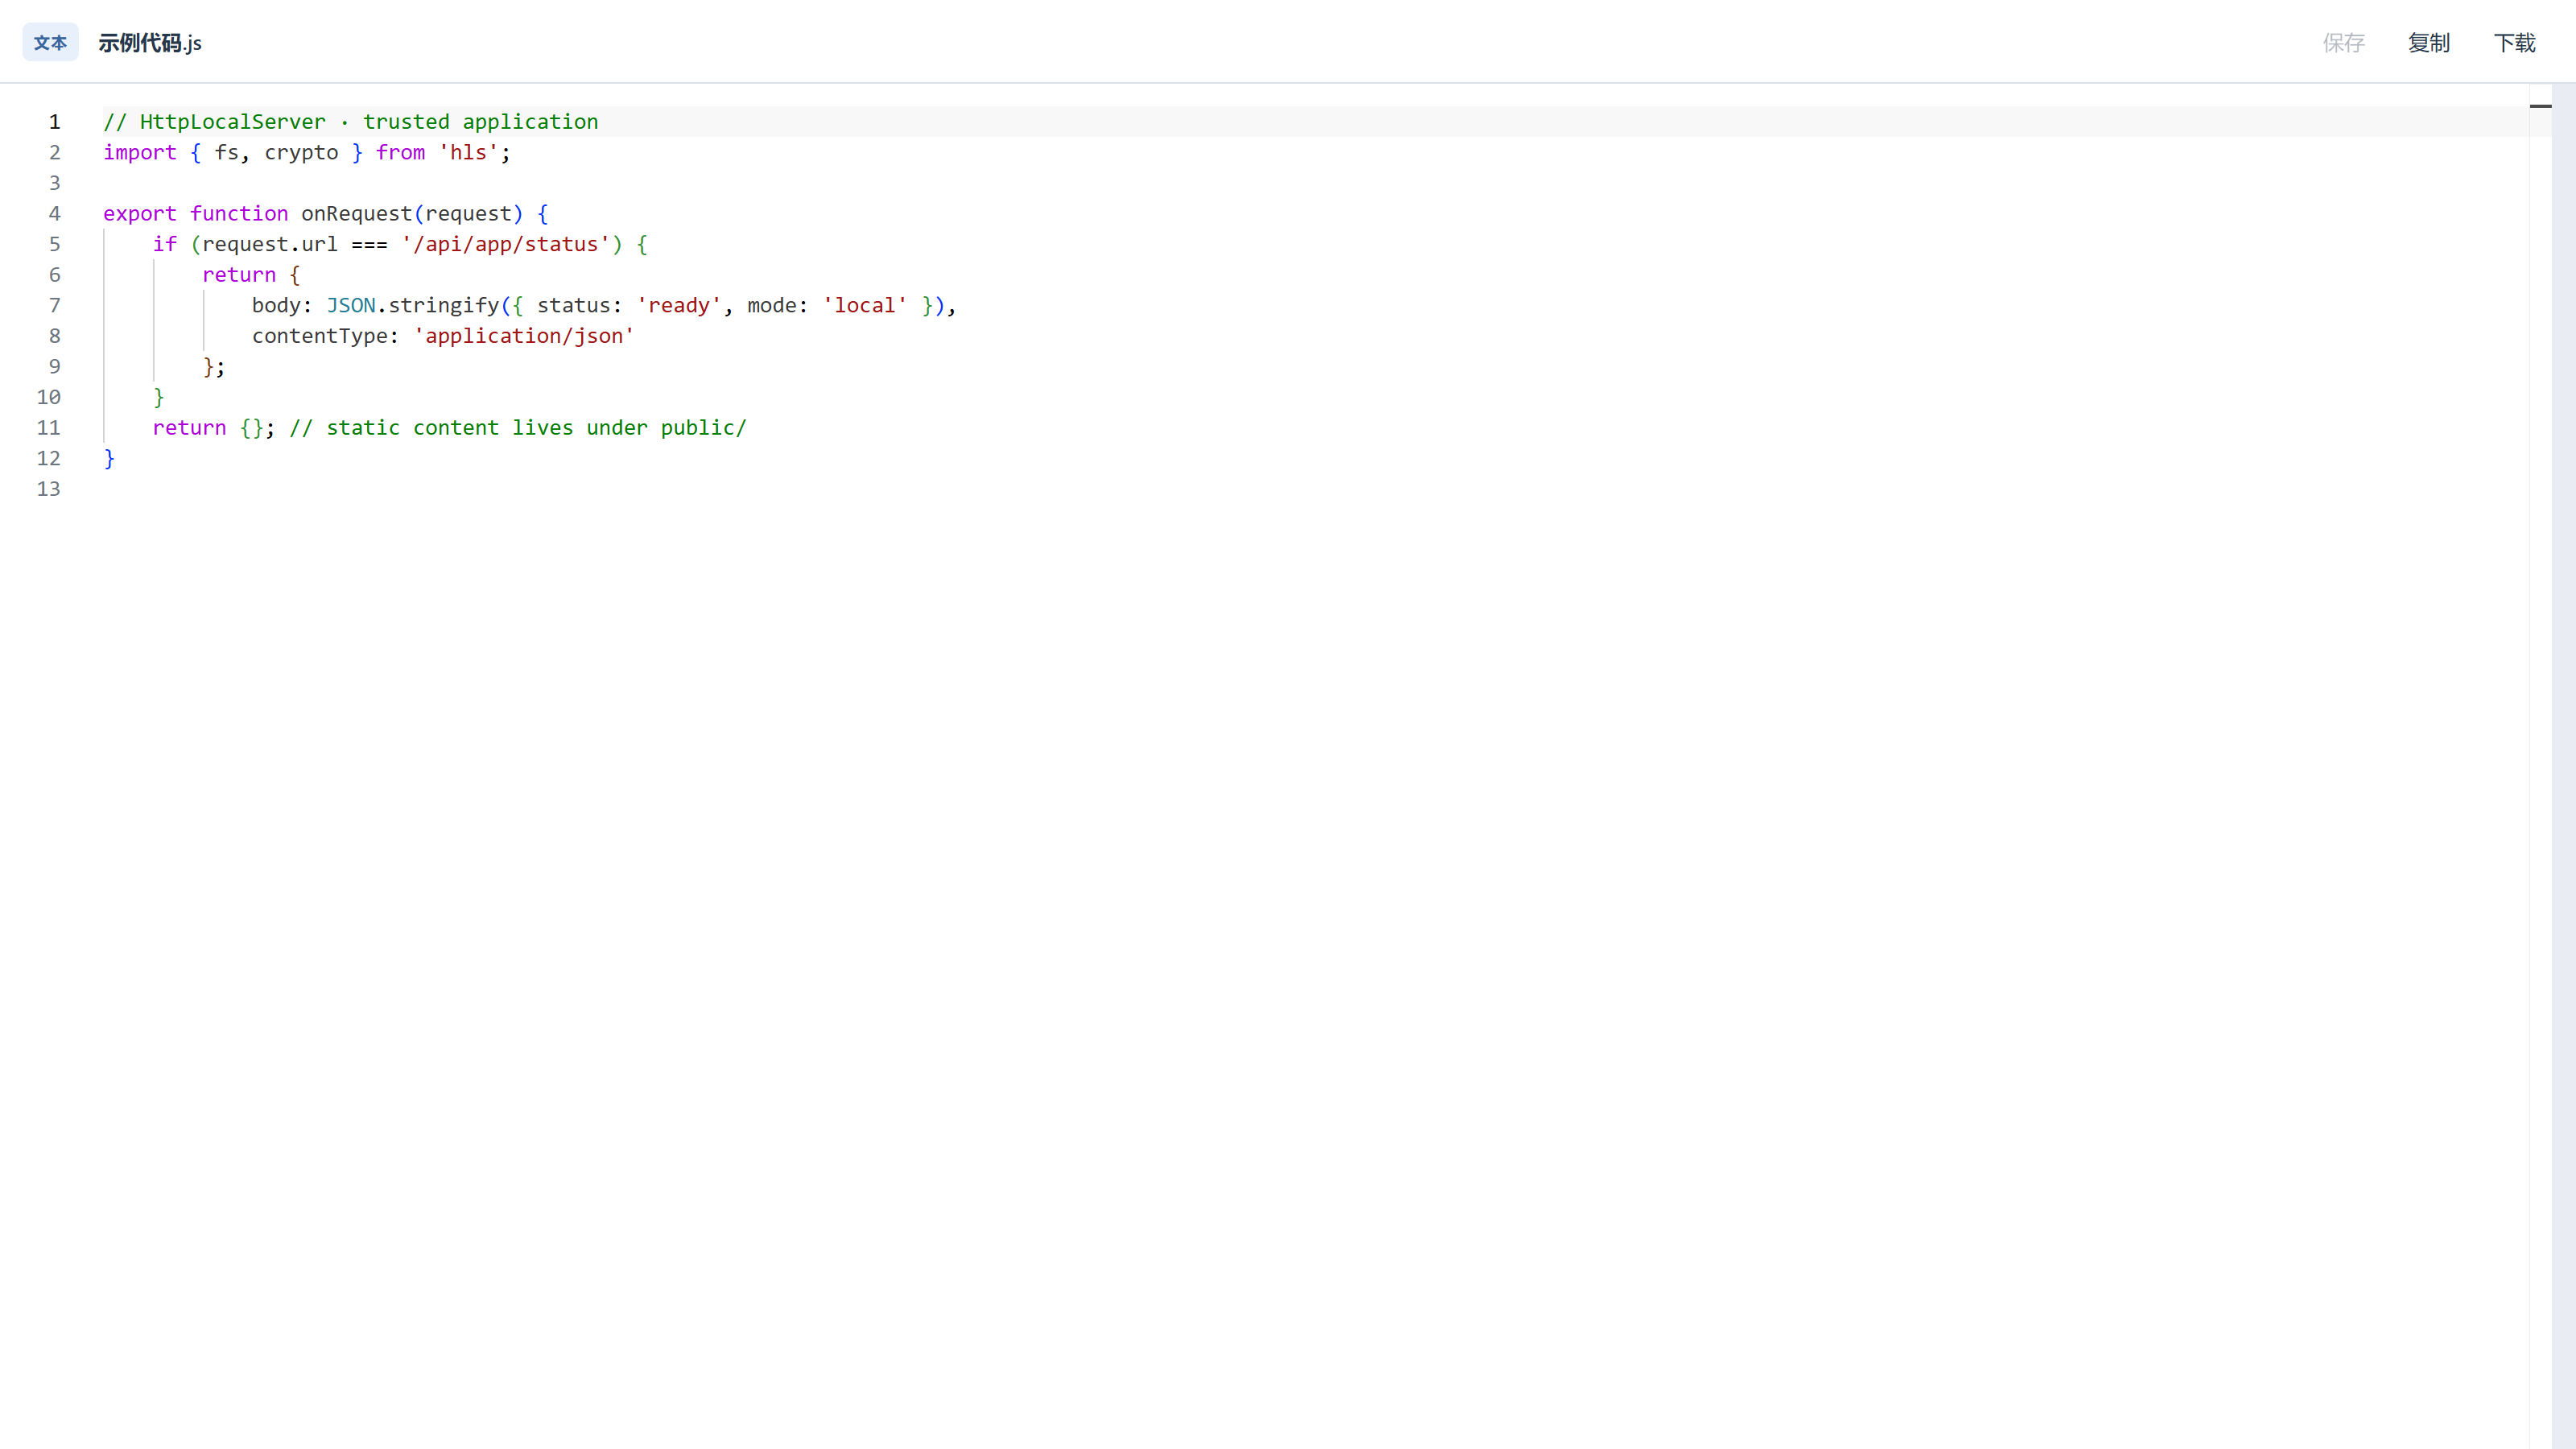 文本 示例代码.js 保存 复制 下载
1 // HttpLocalServer · trusted application
2 import { fs, crypto } from 'hls';
3
4 export function onRequest(request) {
5     if (request.url === '/api/app/status') {
6         return {
7             body: JSON.stringify({ status: 'ready', mode: 'local' }),
8             contentType: 'application/json'
9         };
10     }
11     return {}; // static content lives under public/
12 }
13